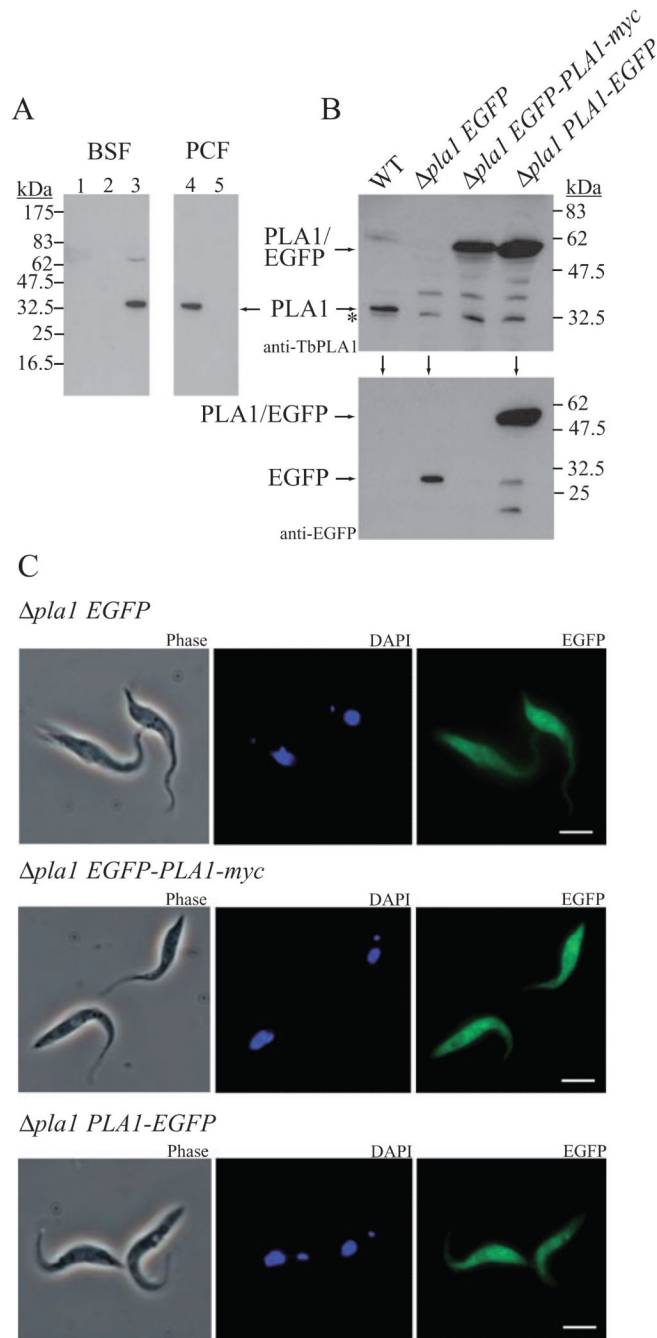 A
BSF PCF
kDa 1 2 3 4 5
175
83
62
47.5
32.5
25
16.5
B
WT Δpla1 EGFP Δpla1 EGFP-PLA1-myc Δpla1 PLA1-EGFP
kDa
83
62
47.5
32.5
PLA1/
EGFP
PLA1
*
anti-TbPLA1
PLA1/EGFP
EGFP
62
47.5
32.5
25
anti-EGFP
C
Δpla1 EGFP
Phase DAPI EGFP
Δpla1 EGFP-PLA1-myc
Phase DAPI EGFP
Δpla1 PLA1-EGFP
Phase DAPI EGFP